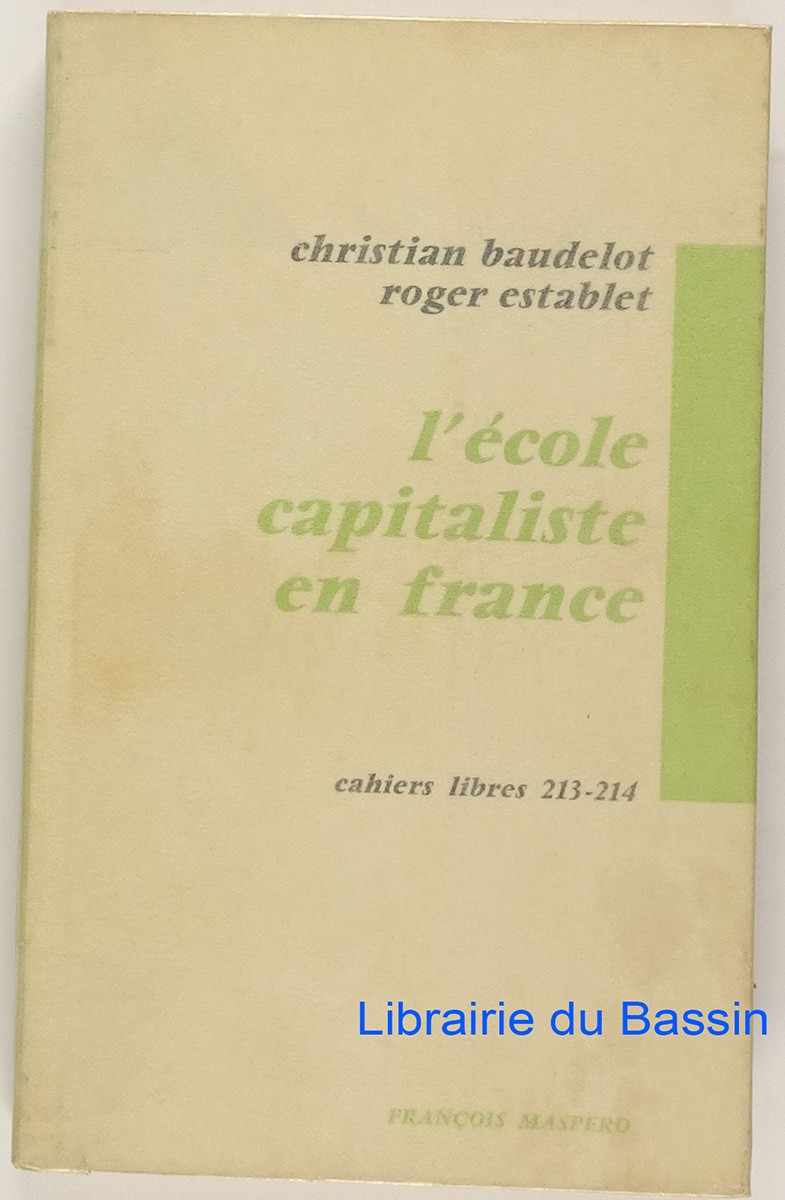 christian baudelot
roger establet
l'école
capitaliste
en france
cahiers libres 213-214
Librairie du Bassin
FRANÇOIS MASPERO